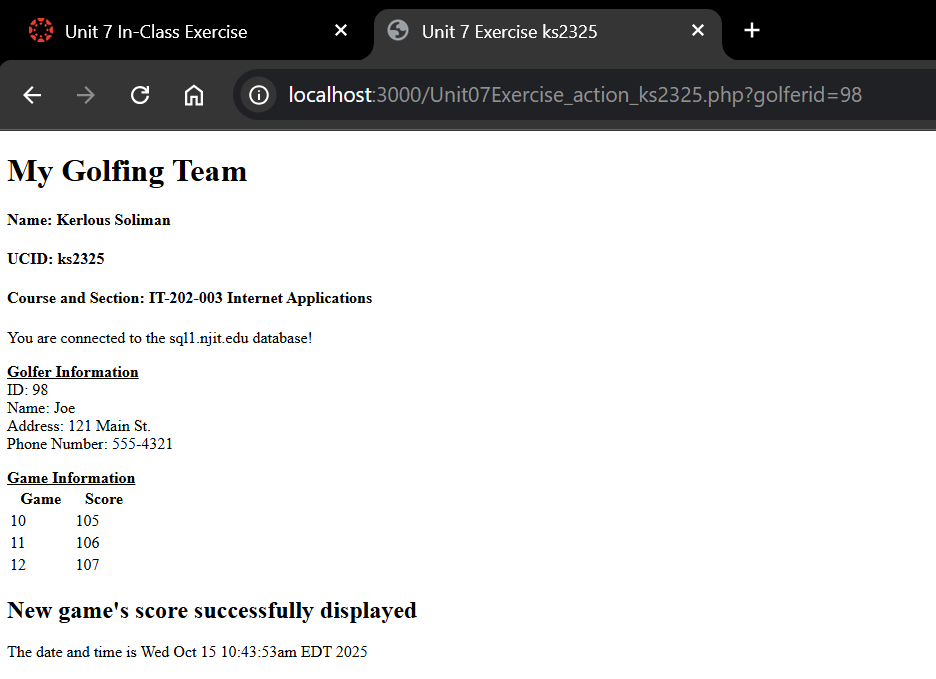 Unit 7 In-Class Exercise
Unit 7 Exercise ks2325
localhost:3000/Unit07Exercise_action_ks2325.php?golferid=98
My Golfing Team
Name: Kerlous Soliman
UCID: ks2325
Course and Section: IT-202-003 Internet Applications
You are connected to the sql1.njit.edu database!
Golfer Information
ID: 98
Name: Joe
Address: 121 Main St.
Phone Number: 555-4321
Game Information
Game Score
10 105
11 106
12 107
New game's score successfully displayed
The date and time is Wed Oct 15 10:43:53am EDT 2025